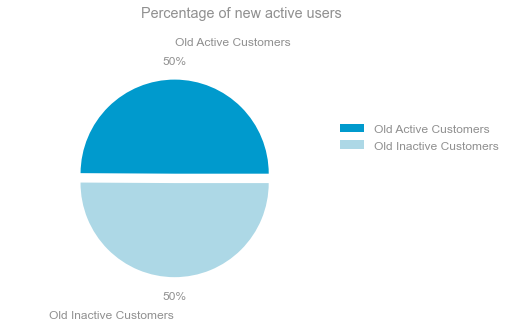 Percentage of new active users
Old Active Customers
50%
Old Active Customers
Old Inactive Customers
50%
Old Inactive Customers